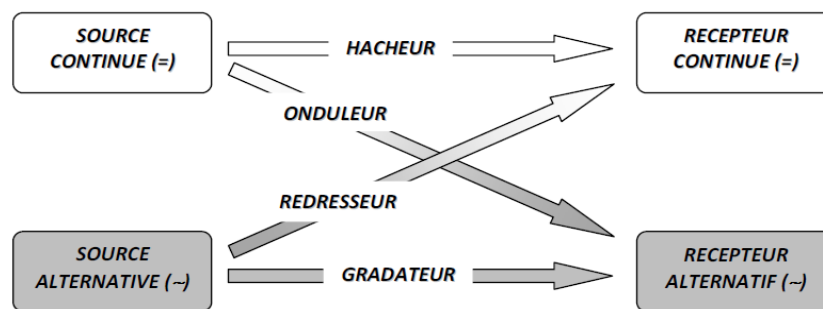 SOURCE
CONTINUE (=)
HACHEUR
RECEPTEUR
CONTINUE (=)
ONDULEUR
REDRESSEUR
SOURCE
ALTERNATIVE (~)
GRADATEUR
RECEPTEUR
ALTERNATIF (~)